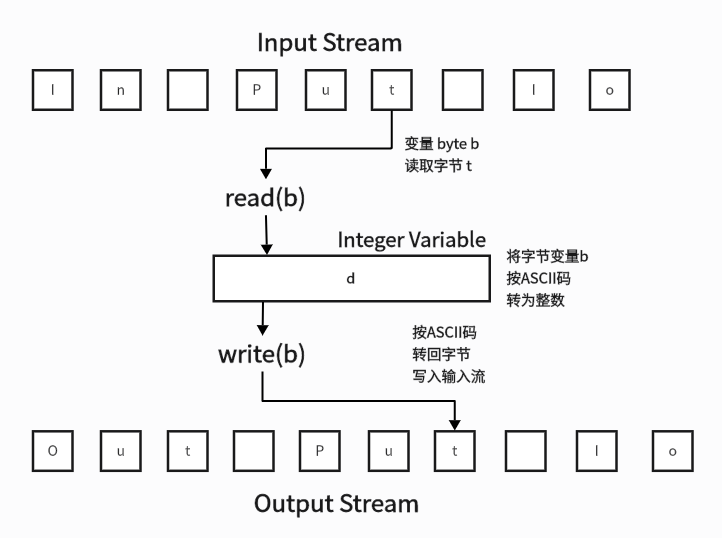 Input Stream
I n P u t I o
变量 byte b
读取字节 t
read(b)
Integer Variable
d
将字节变量b
按ASCII码
转为整数
按ASCII码
转回字节
写入输入流
write(b)
O u t P u t I o
Output Stream